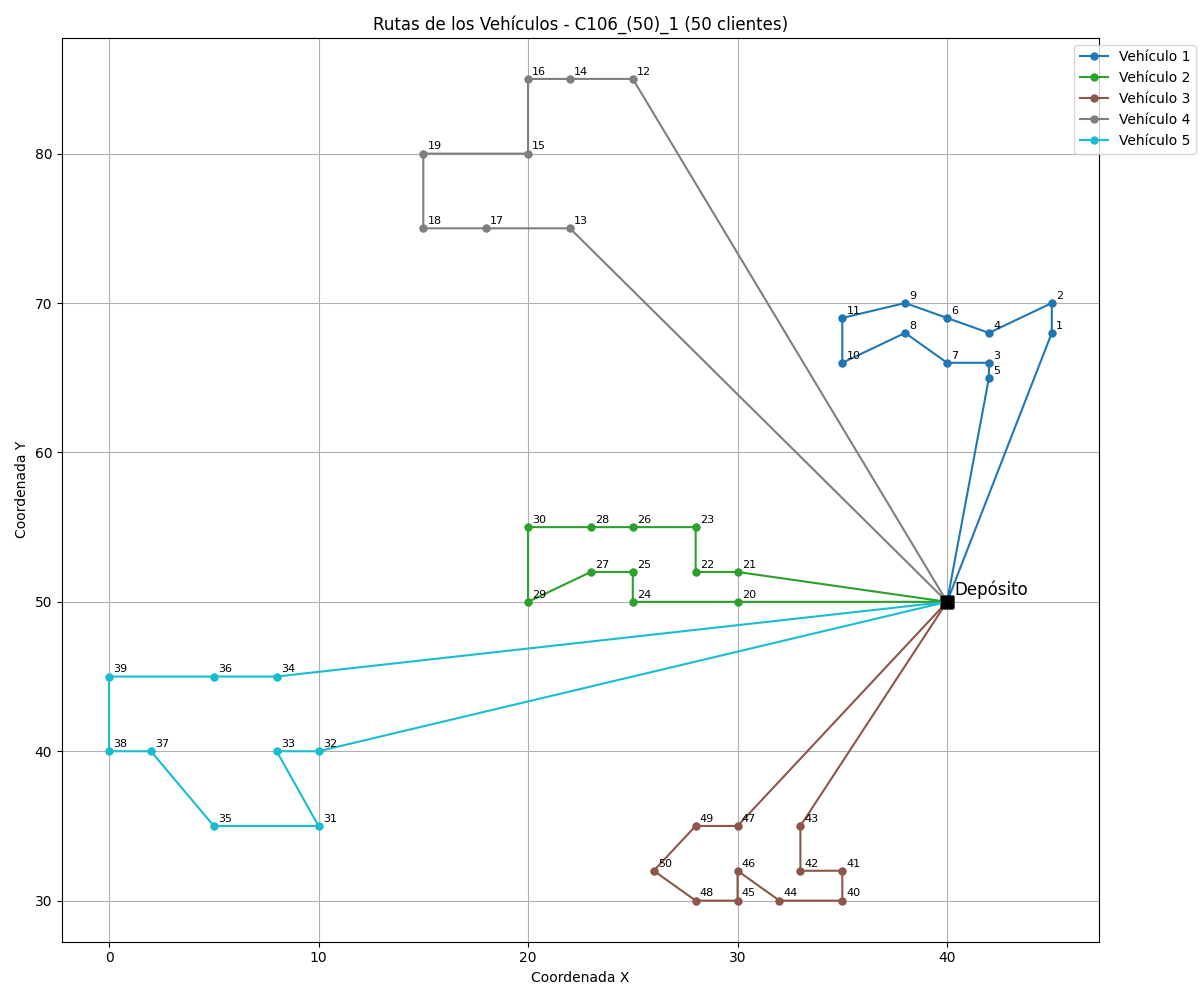 Rutas de los Vehículos - C106_(50)_1 (50 clientes)
Vehículo 1
Vehículo 2
Vehículo 3
Vehículo 4
Vehículo 5
16 14 12
19 15
80
18 17 13
70
9 2
11 6
8 4 1
10 7 3
5
60
Coordenada Y
30 28 26 23
27 25 22 21
Depósito
50
29 24 20
39 36 34
40
38 37 33 32
35 31
49 47 43
50 46 42 41
48 45 44 40
30
0 10 20 30 40
Coordenada X